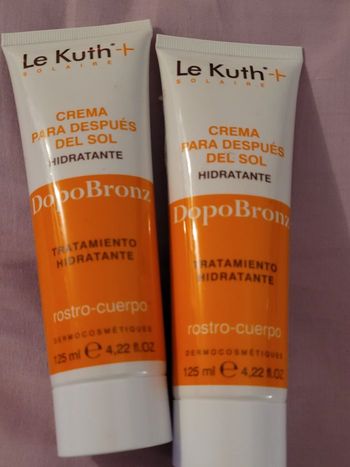 Le Kuth+
SOLAIRE
CREMA
PARA DESPUÉS
DEL SOL
HIDRATANTE
DopoBronz
TRATAMIENTO
HIDRATANTE
rostro-cuerpo
DERMOCOSMÉTIQUES
125 ml e 4,22 fl.OZ
Le Kuth+
SOLAIRE
CREMA
PARA DESPUÉS
DEL SOL
HIDRATANTE
DopoBronz
TRATAMIENTO
HIDRATANTE
rostro-cuerpo
DERMOCOSMÉTIQUES
125 ml e 4,22 fl.OZ